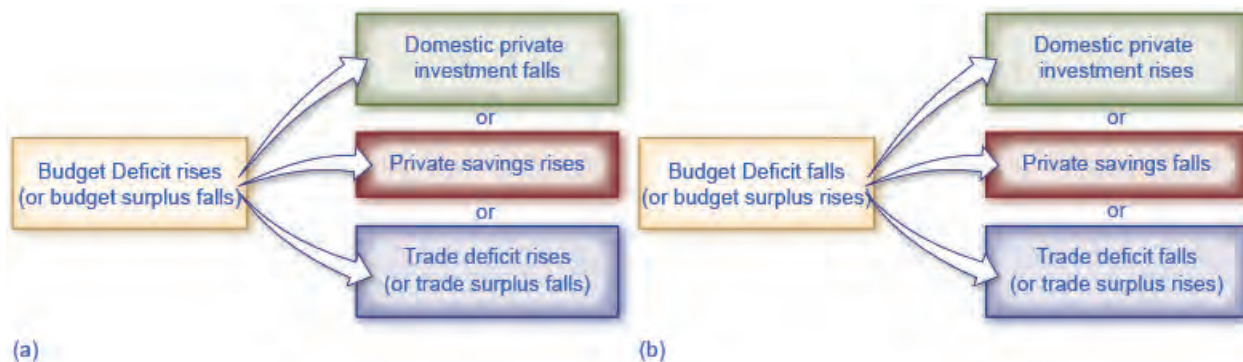 Domestic private
investment falls
or
Budget Deficit rises
(or budget surplus falls)
Private savings rises
or
Trade deficit rises
(or trade surplus falls)
(a)
Domestic private
investment rises
or
Budget Deficit falls
(or budget surplus rises)
Private savings falls
or
Trade deficit falls
(or trade surplus rises)
(b)